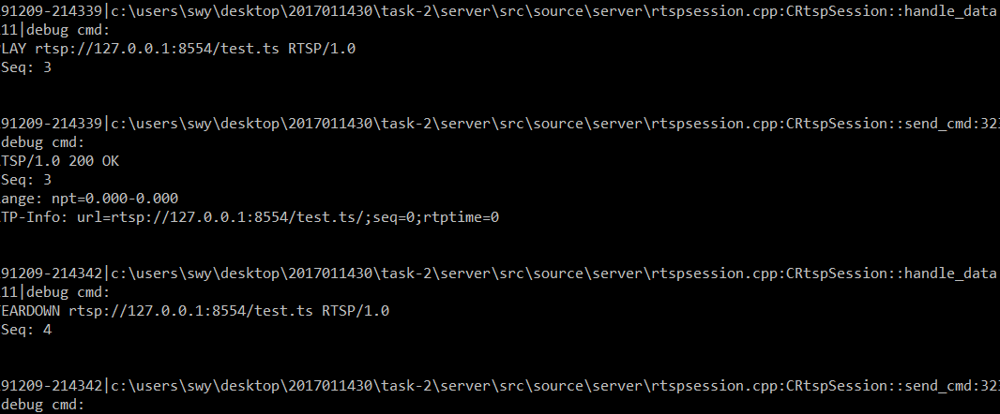 91209-214339|c:\users\swy\desktop\2017011430\task-2\server\src\source\server\rtspsession.cpp:CRtspSession::handle_data
11|debug cmd:
LAY rtsp://127.0.0.1:8554/test.ts RTSP/1.0
Seq: 3
91209-214339|c:\users\swy\desktop\2017011430\task-2\server\src\source\server\rtspsession.cpp:CRtspSession::send_cmd:323
debug cmd:
TSP/1.0 200 OK
Seq: 3
ange: npt=0.000-0.000
TP-Info: url=rtsp://127.0.0.1:8554/test.ts/;seq=0;rtptime=0
91209-214342|c:\users\swy\desktop\2017011430\task-2\server\src\source\server\rtspsession.cpp:CRtspSession::handle_data
11|debug cmd:
EARDOWN rtsp://127.0.0.1:8554/test.ts RTSP/1.0
Seq: 4
91209-214342|c:\users\swy\desktop\2017011430\task-2\server\src\source\server\rtspsession.cpp:CRtspSession::send_cmd:323
debug cmd: